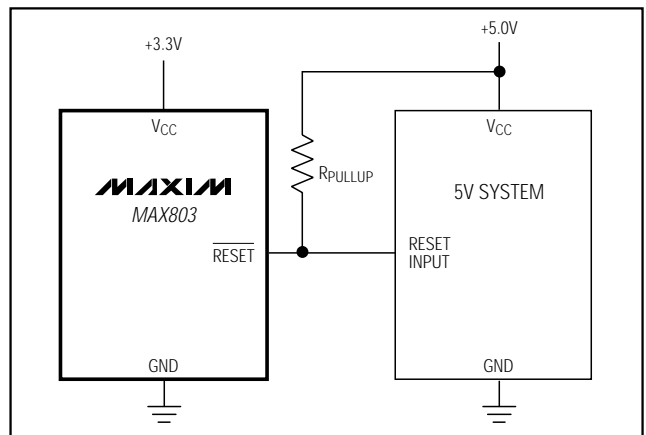 +3.3V
+5.0V
VCC
VCC
RPULLUP
MAXIM
MAX803
5V SYSTEM
RESET
RESET
INPUT
GND
GND